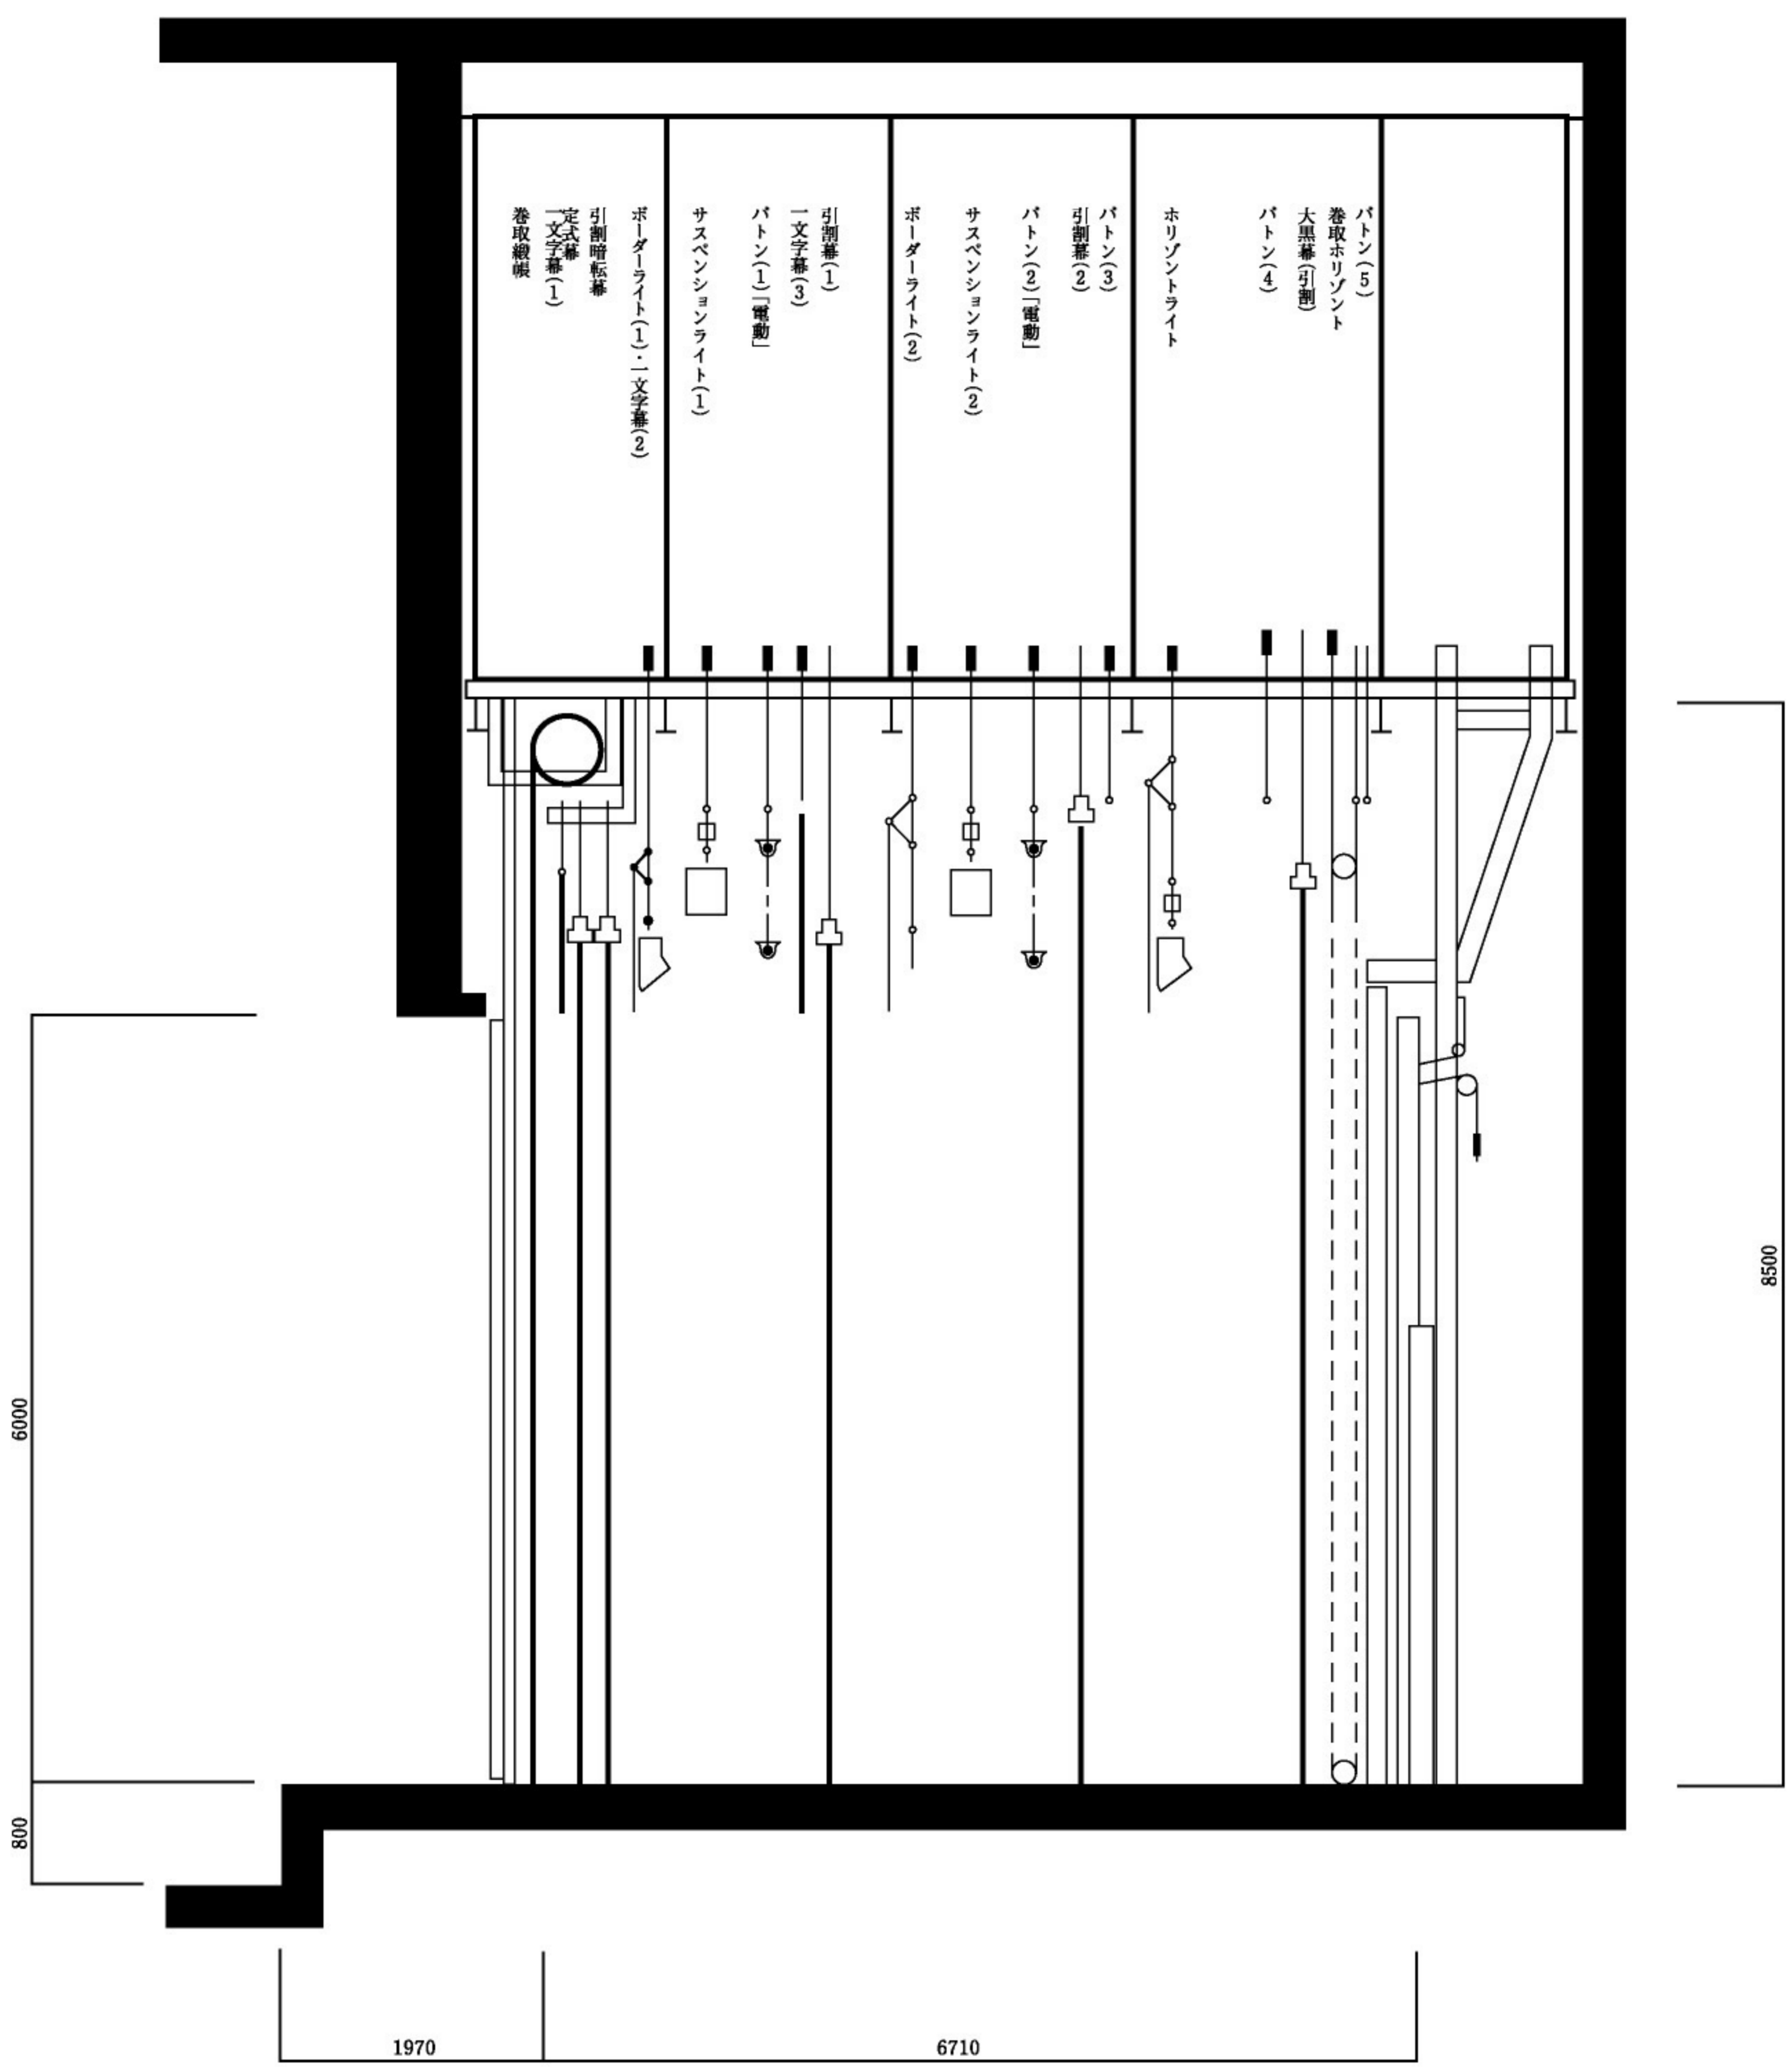 巻取緞帳
一文字幕(1)
定式幕
引割暗転幕
ボーダーライト(1)・一文字幕(2)
サスペンションライト(1)
バトン(1)「電動」
一文字幕(3)
引割幕(1)
ボーダーライト(2)
サスペンションライト(2)
バトン(2)「電動」
引割幕(2)
バトン(3)
ホリゾントライト
バトン(4)
大黒幕(引割)
巻取ホリゾント
バトン(5)
8500
6000
800
1970
6710